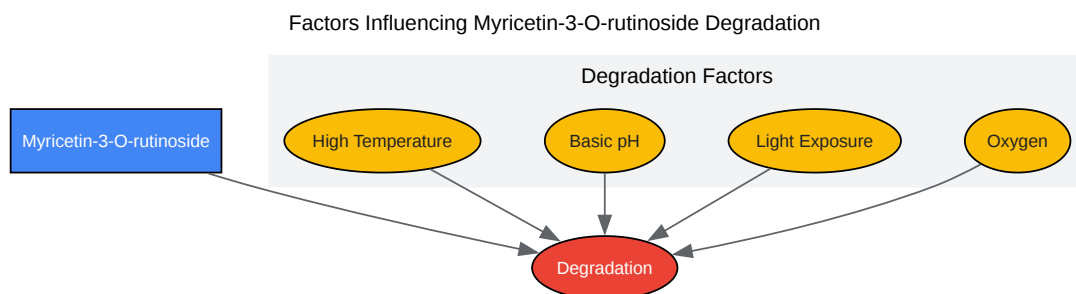 Factors Influencing Myricetin-3-O-rutinoside Degradation
Degradation Factors
Myricetin-3-O-rutinoside
High Temperature
Basic pH
Light Exposure
Oxygen
Degradation